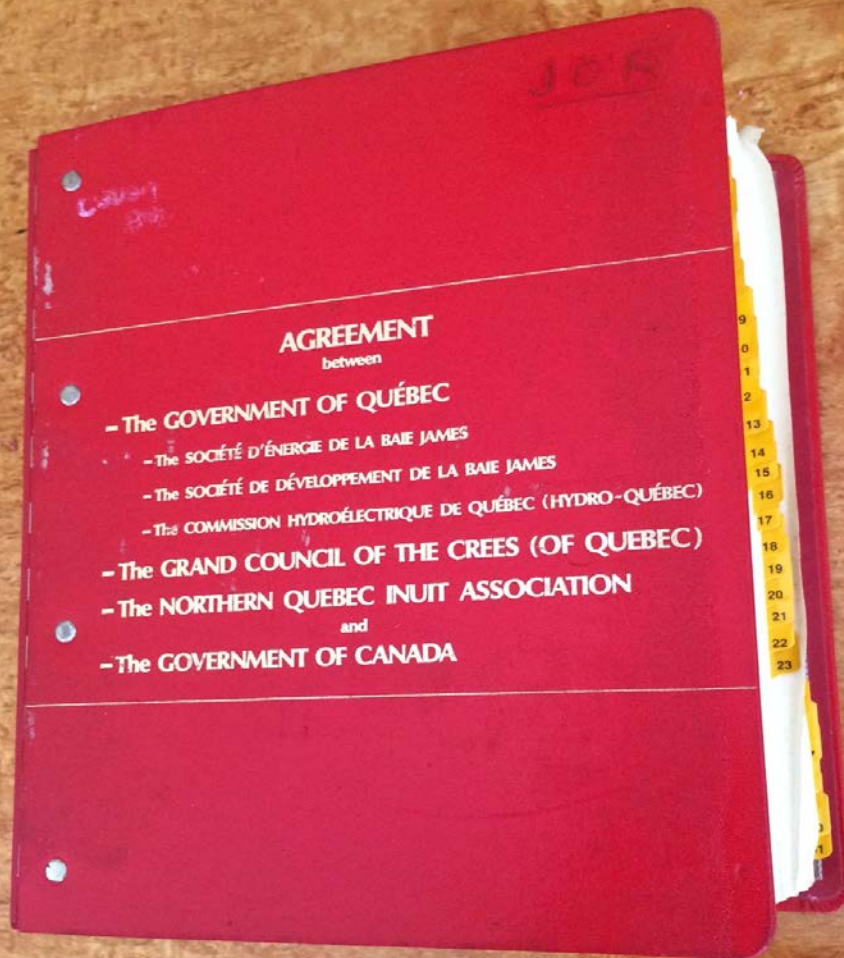 AGREEMENT
between
– The GOVERNMENT OF QUÉBEC
– The SOCIÉTÉ D'ÉNERGIE DE LA BAIE JAMES
– The SOCIÉTÉ DE DÉVELOPPEMENT DE LA BAIE JAMES
– The COMMISSION HYDROÉLECTRIQUE DE QUÉBEC (HYDRO-QUÉBEC)
– The GRAND COUNCIL OF THE CREES (OF QUEBEC)
– The NORTHERN QUEBEC INUIT ASSOCIATION
and
– The GOVERNMENT OF CANADA
9
0
1
2
13
14
15
16
17
18
19
20
21
22
23